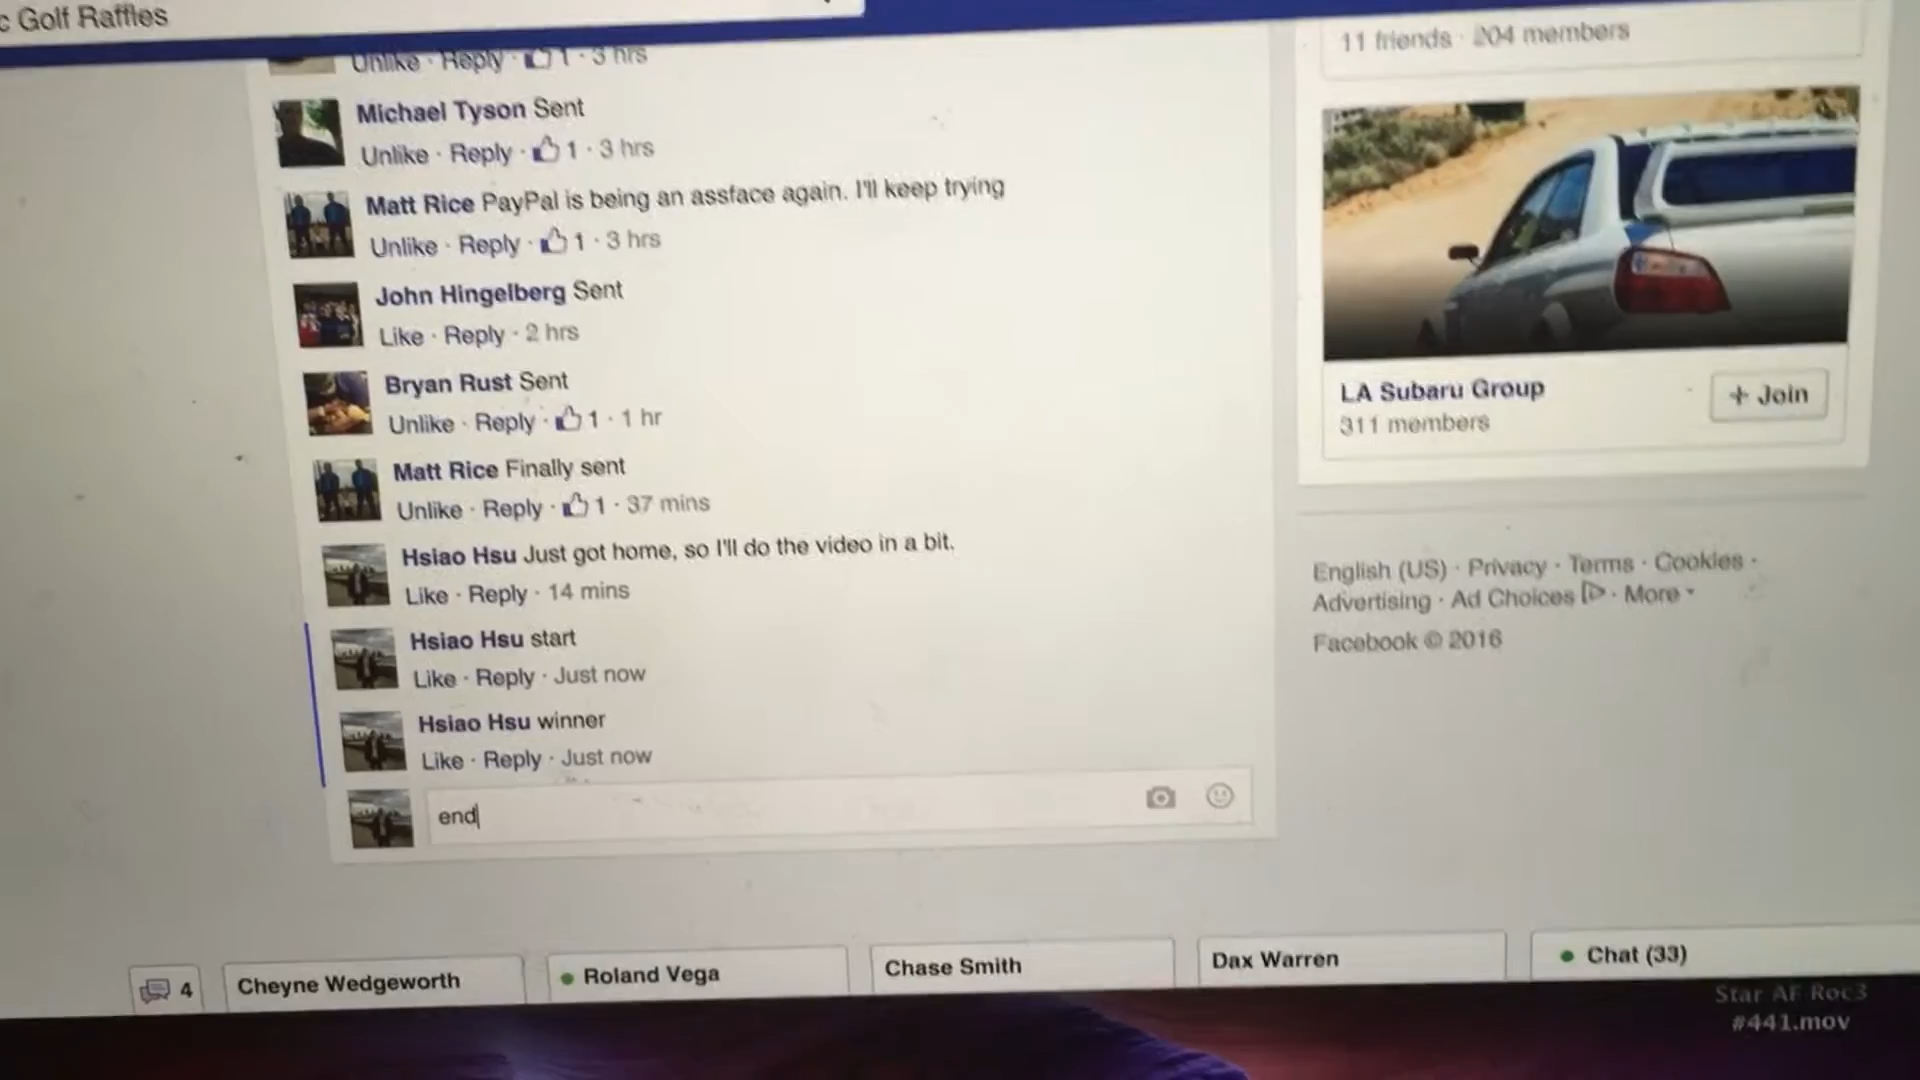 c Golf Raffles
Unlike · Reply · 1 · 3 hrs
Michael Tyson Sent
Unlike · Reply · 1 · 3 hrs
Matt Rice PayPal is being an assface again. I'll keep trying
Unlike · Reply · 1 · 3 hrs
John Hingelberg Sent
Like · Reply · 2 hrs
Bryan Rust Sent
Unlike · Reply · 1 · 1 hr
Matt Rice Finally sent
Unlike · Reply · 1 · 37 mins
Hsiao Hsu Just got home, so I'll do the video in a bit.
Like · Reply · 14 mins
Hsiao Hsu start
Like · Reply · Just now
Hsiao Hsu winner
Like · Reply · Just now
end
11 friends · 204 members
LA Subaru Group
+ Join
311 members
English (US) · Privacy · Terms · Cookies ·
Advertising · Ad Choices · More
Facebook © 2016
4
Cheyne Wedgeworth
Roland Vega
Chase Smith
Dax Warren
Chat (33)
Star AF Roc3
#441.mov